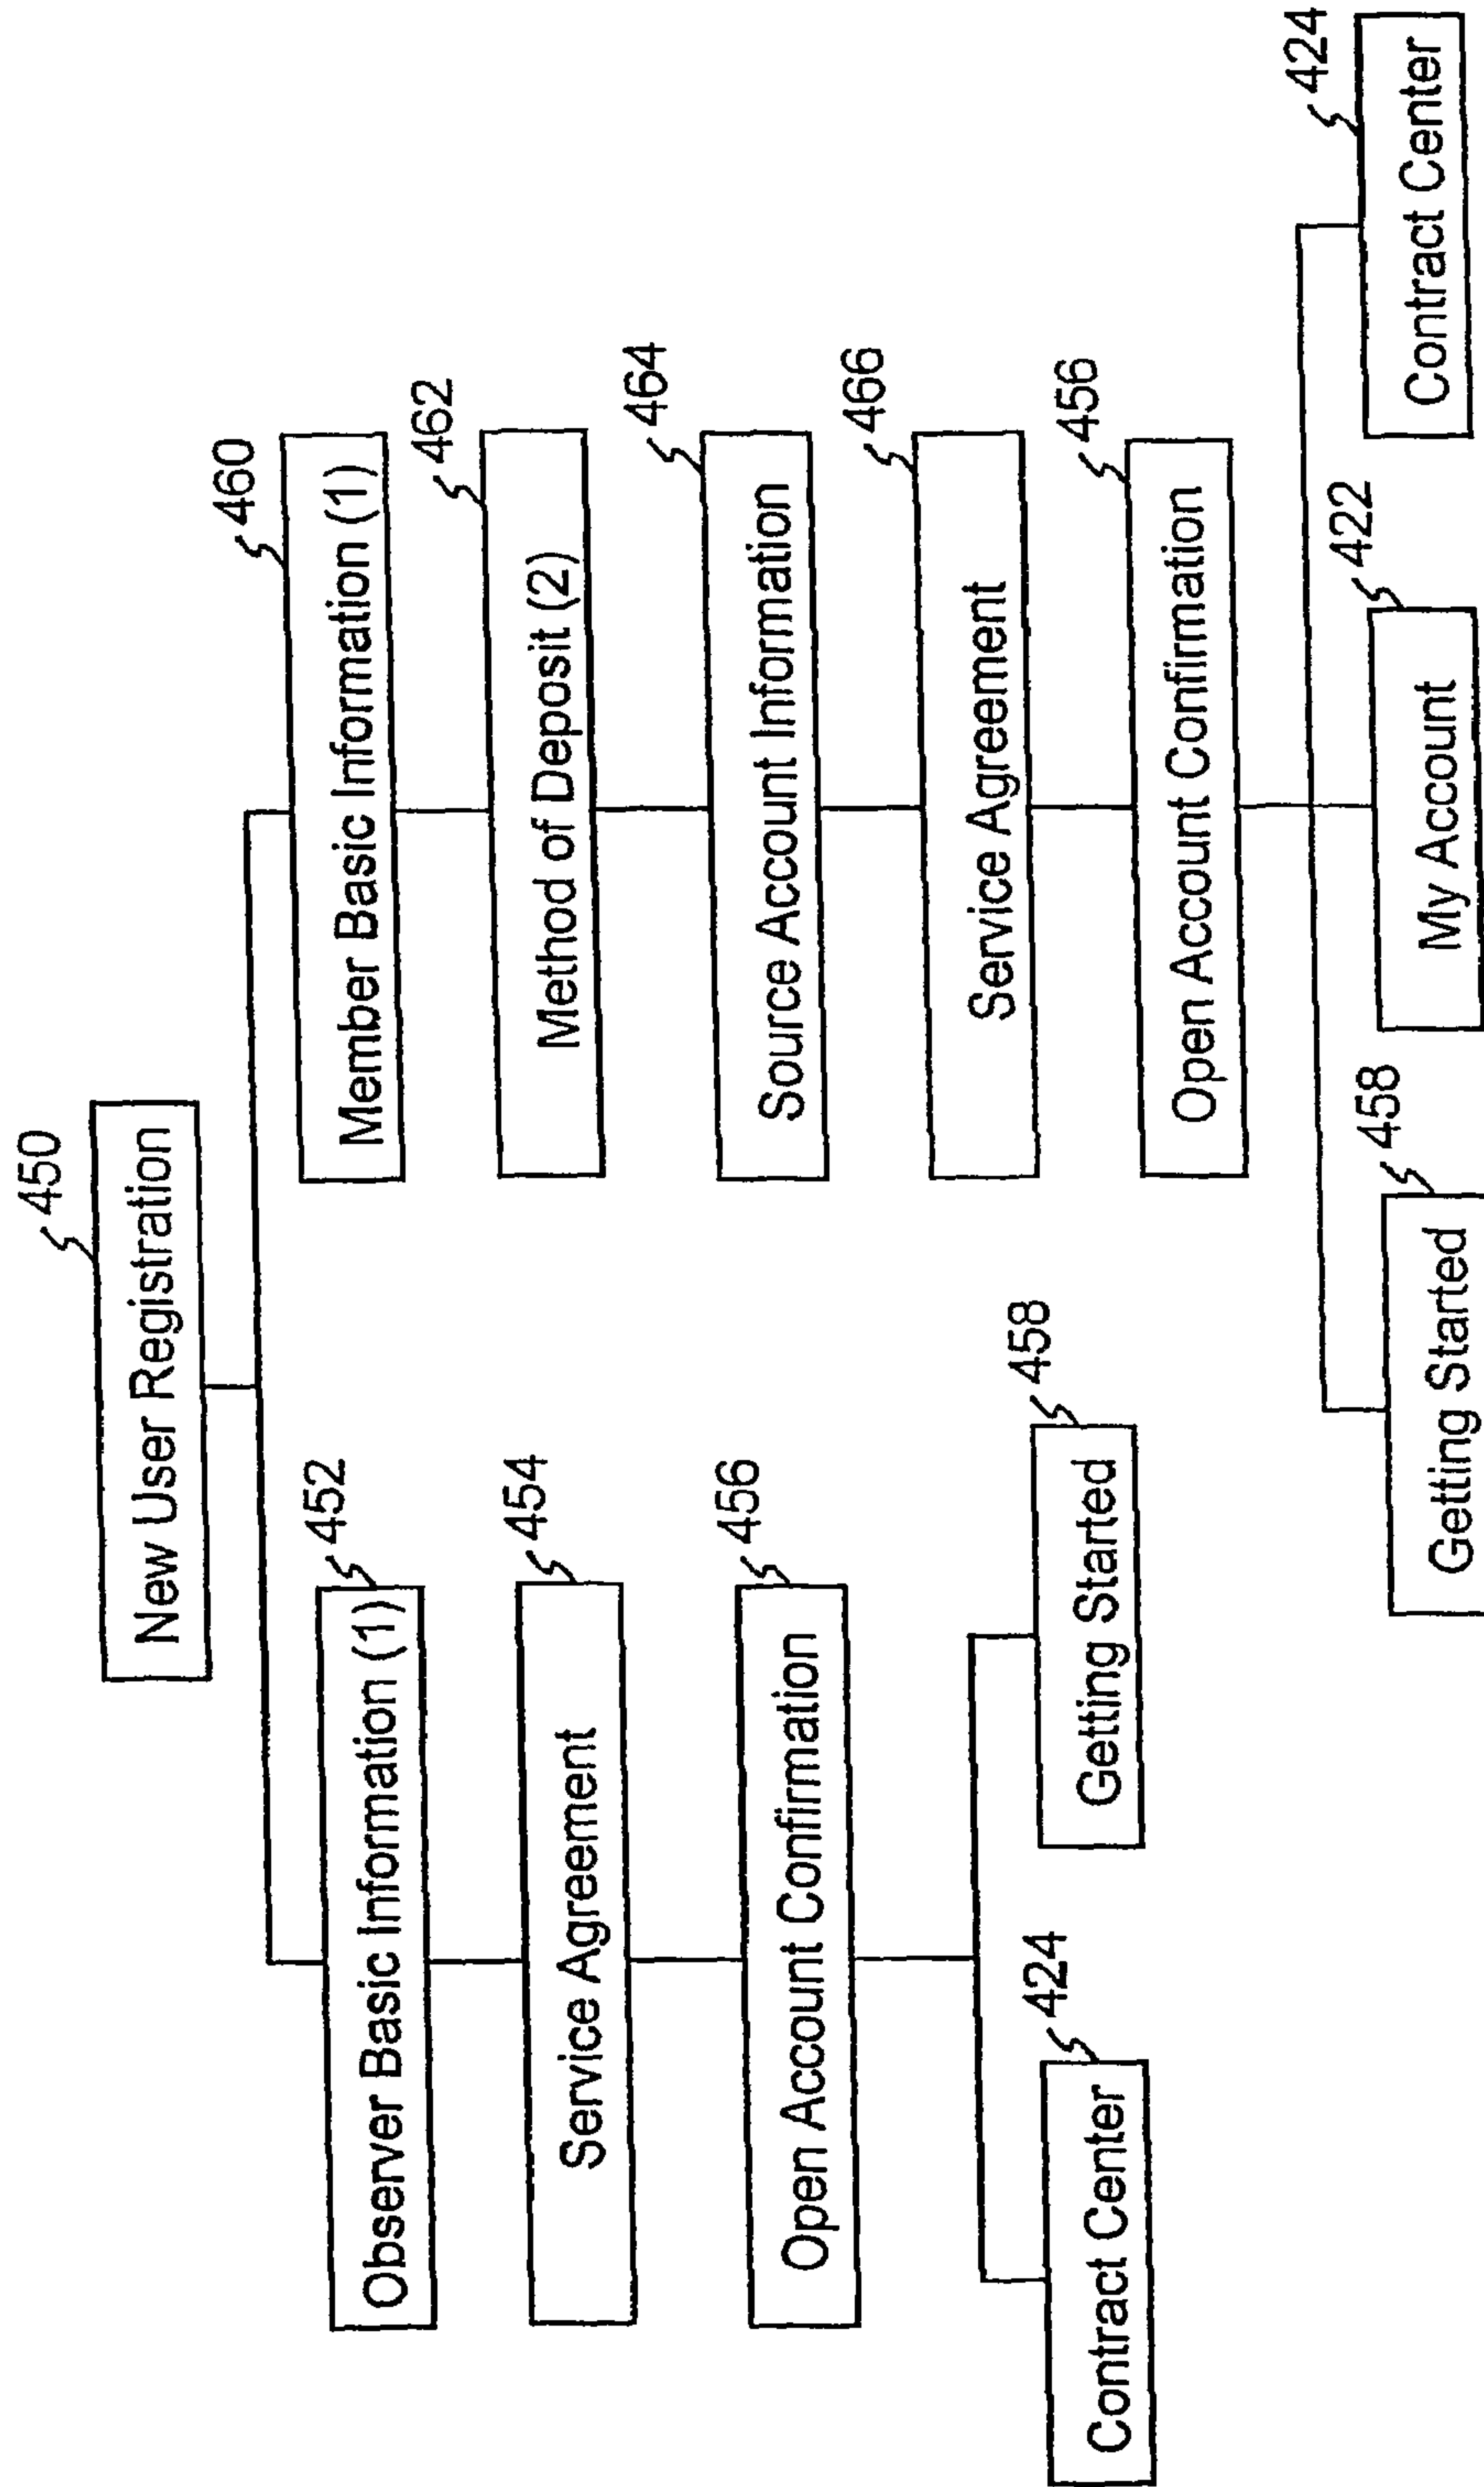 450
New User Registration
452
Observer Basic Information (1)
454
Service Agreement
456
Open Account Confirmation
424
Contract Center
458
Getting Started
460
Member Basic Information (1)
462
Method of Deposit (2)
464
Source Account Information
466
Service Agreement
456
Open Account Confirmation
458
Getting Started
422
My Account
424
Contract Center